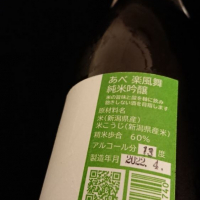 あべ 楽風舞
純米吟醸
原材料名
米(新潟県産)
米こうじ(新潟県産米)
精米歩合 60%
アルコール分 13度
製造年月 2022.4.